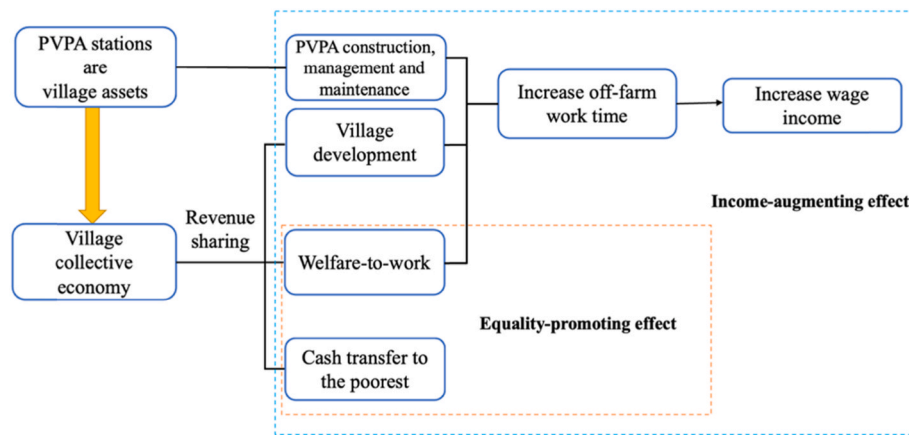 PVPA stations
are
village assets
PVPA construction,
management and
maintenance
Increase off-farm
work time
Increase wage
income
Village
development
Income-augmenting effect
Revenue
sharing
Village
collective
economy
Welfare-to-work
Equality-promoting effect
Cash transfer to
the poorest